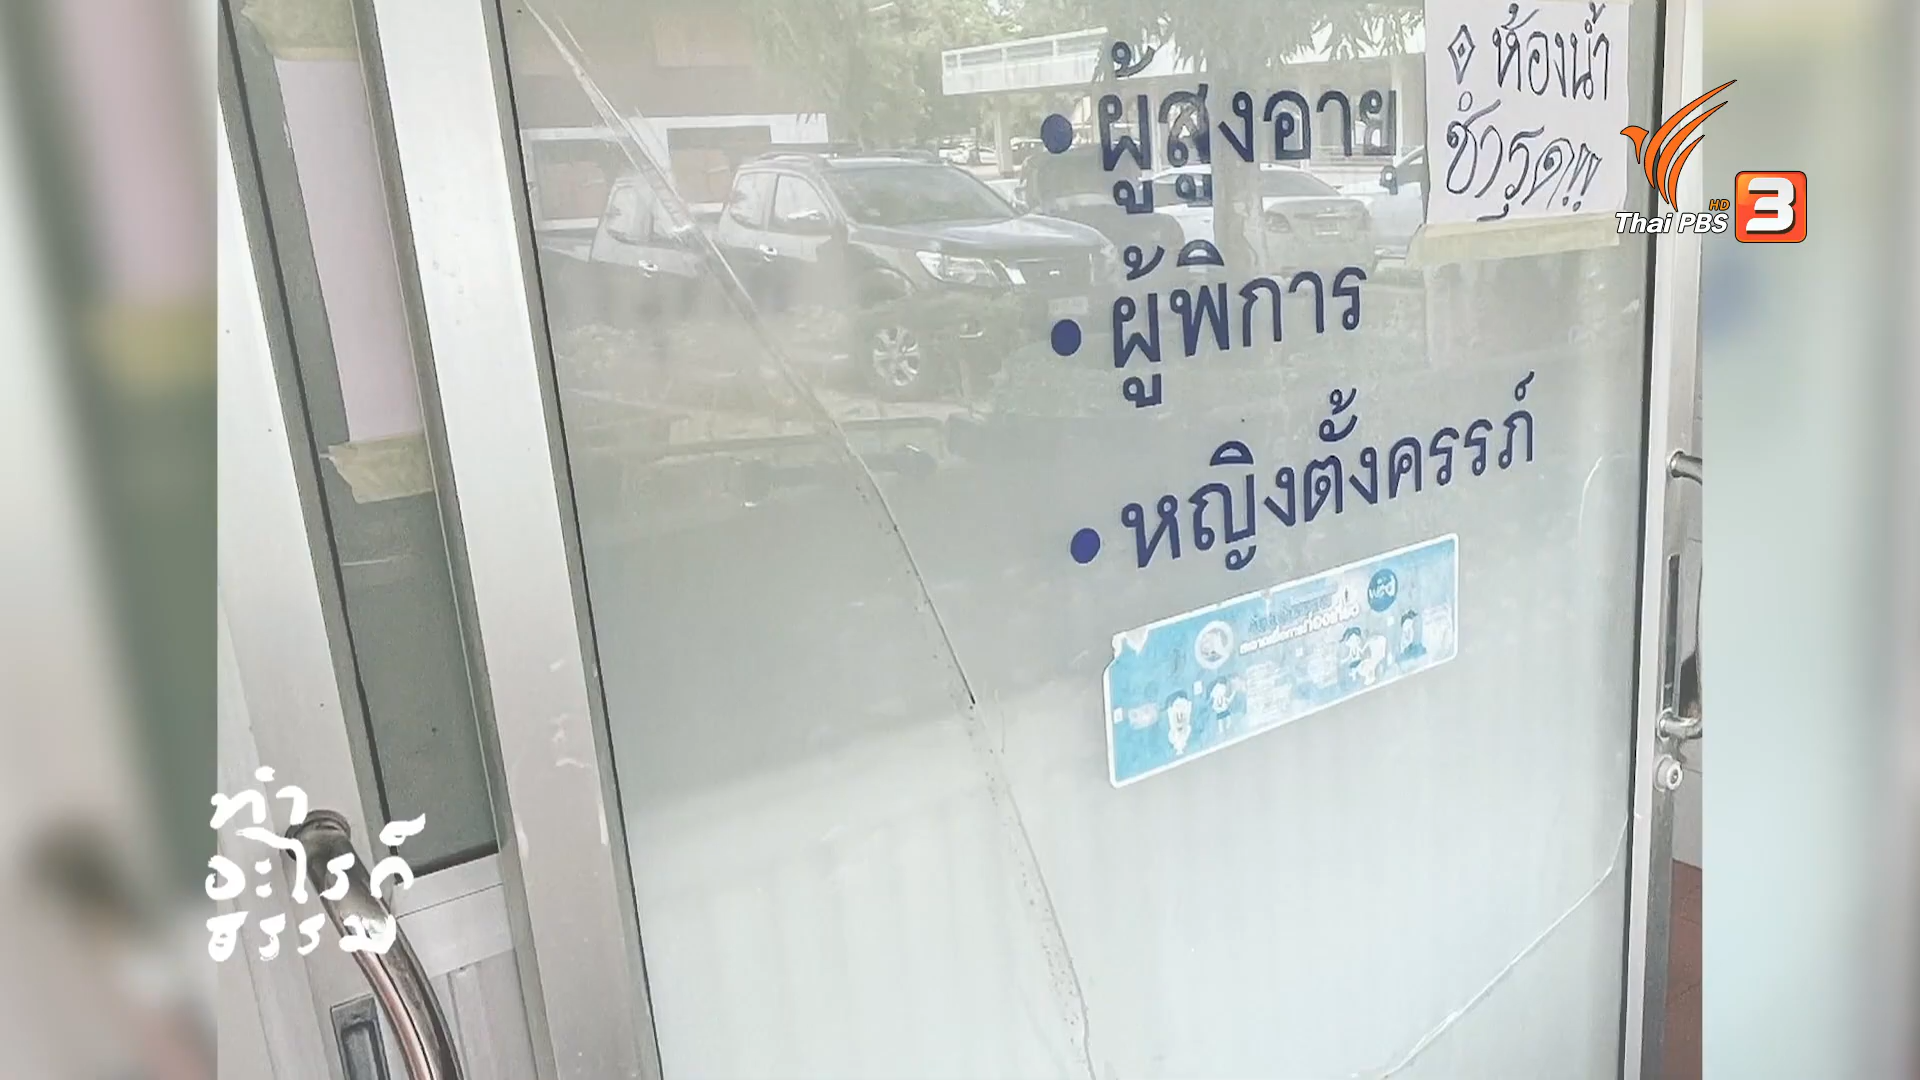 ห้องน้ำ
ชำรุด!!!
• ผู้สูงอายุ
• ผู้พิการ
• หญิงตั้งครรภ์
Thai PBS HD 3
ทำ
อะไรก็
ธรรม